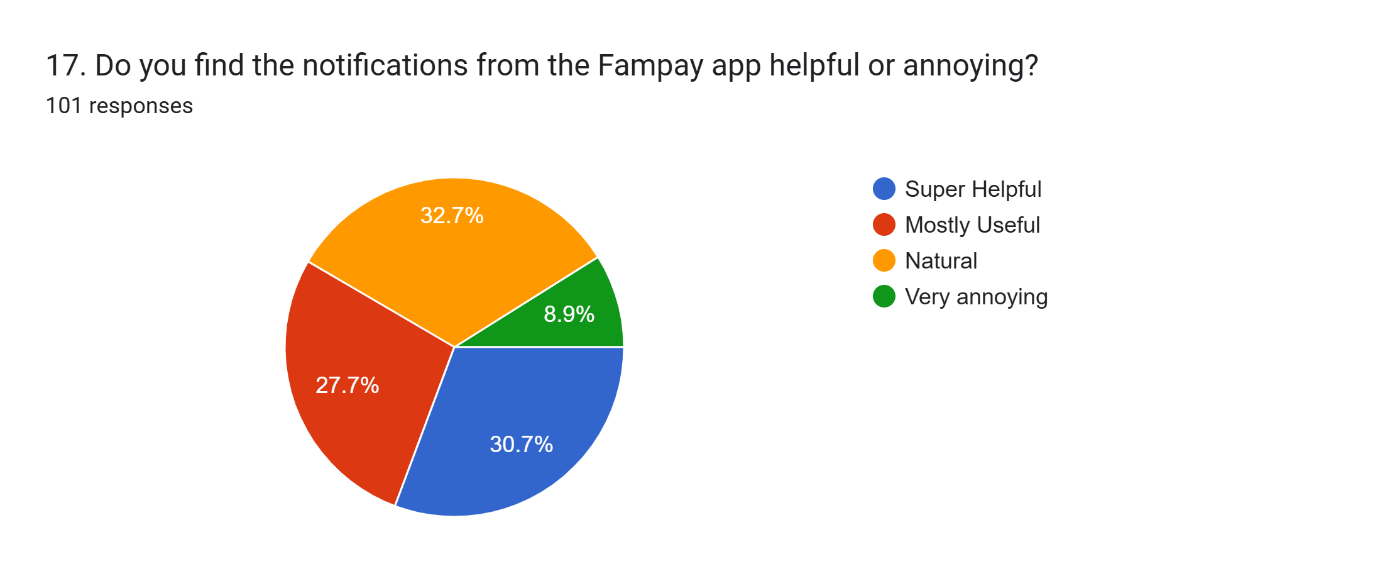 17. Do you find the notifications from the Fampay app helpful or annoying?
101 responses
32.7%
8.9%
27.7%
30.7%
Super Helpful
Mostly Useful
Natural
Very annoying